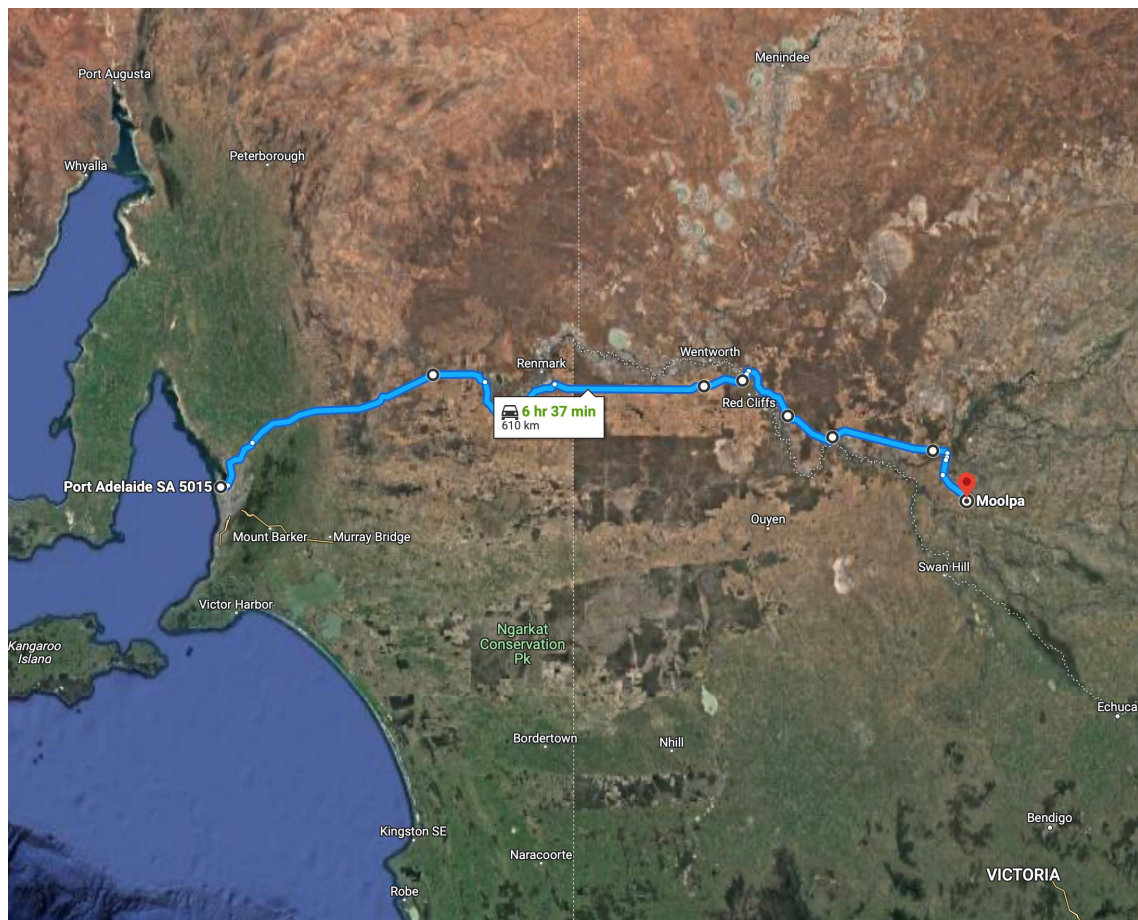 Menindee
Port Augusta
Peterborough
Whyalla
Wentworth
Renmark
Red Cliffs
6 hr 37 min
610 km
Port Adelaide SA 5015
Moolpa
Ouyen
Mount Barker
Murray Bridge
Swan Hill
Victor Harbor
Ngarkat
Conservation
Pk
Kangaroo
Island
Echuca
Bordertown
Nhill
Kingston SE
Bendigo
Naracoorte
VICTORIA
Robe